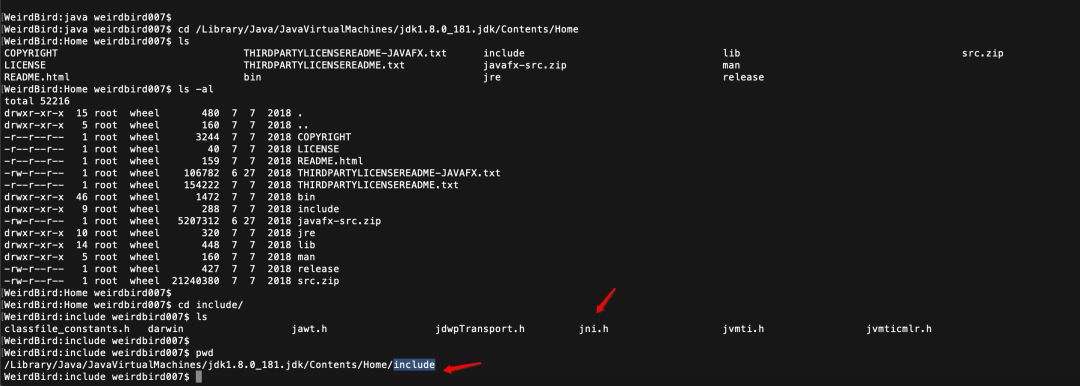 WeirdBird:java weirdbird007$
WeirdBird:java weirdbird007$ cd /Library/Java/JavaVirtualMachines/jdk1.8.0_181.jdk/Contents/Home
WeirdBird:Home weirdbird007$ ls
COPYRIGHT THIRDPARTYLICENSEREADME-JAVAFX.txt include lib src.zip
LICENSE THIRDPARTYLICENSEREADME.txt javafx-src.zip man
README.html bin jre release
WeirdBird:Home weirdbird007$ ls -al
total 52216
drwxr-xr-x 15 root wheel 480 7 7 2018 .
drwxr-xr-x 5 root wheel 160 7 7 2018 ..
-r--r--r-- 1 root wheel 3244 7 7 2018 COPYRIGHT
-r--r--r-- 1 root wheel 40 7 7 2018 LICENSE
-r--r--r-- 1 root wheel 159 7 7 2018 README.html
-rw-r--r-- 1 root wheel 106782 6 27 2018 THIRDPARTYLICENSEREADME-JAVAFX.txt
-r--r--r-- 1 root wheel 154222 7 7 2018 THIRDPARTYLICENSEREADME.txt
drwxr-xr-x 46 root wheel 1472 7 7 2018 bin
drwxr-xr-x 9 root wheel 288 7 7 2018 include
-rw-r--r-- 1 root wheel 5207312 6 27 2018 javafx-src.zip
drwxr-xr-x 10 root wheel 320 7 7 2018 jre
drwxr-xr-x 14 root wheel 448 7 7 2018 lib
drwxr-xr-x 5 root wheel 160 7 7 2018 man
-rw-r--r-- 1 root wheel 427 7 7 2018 release
-rw-r--r-- 1 root wheel 21240380 7 7 2018 src.zip
WeirdBird:Home weirdbird007$
WeirdBird:Home weirdbird007$ cd include/
WeirdBird:include weirdbird007$ ls
classfile_constants.h darwin jawt.h jdwpTransport.h jni.h jvmti.h jvmticmlr.h
WeirdBird:include weirdbird007$
WeirdBird:include weirdbird007$ pwd
/Library/Java/JavaVirtualMachines/jdk1.8.0_181.jdk/Contents/Home/include
WeirdBird:include weirdbird007$